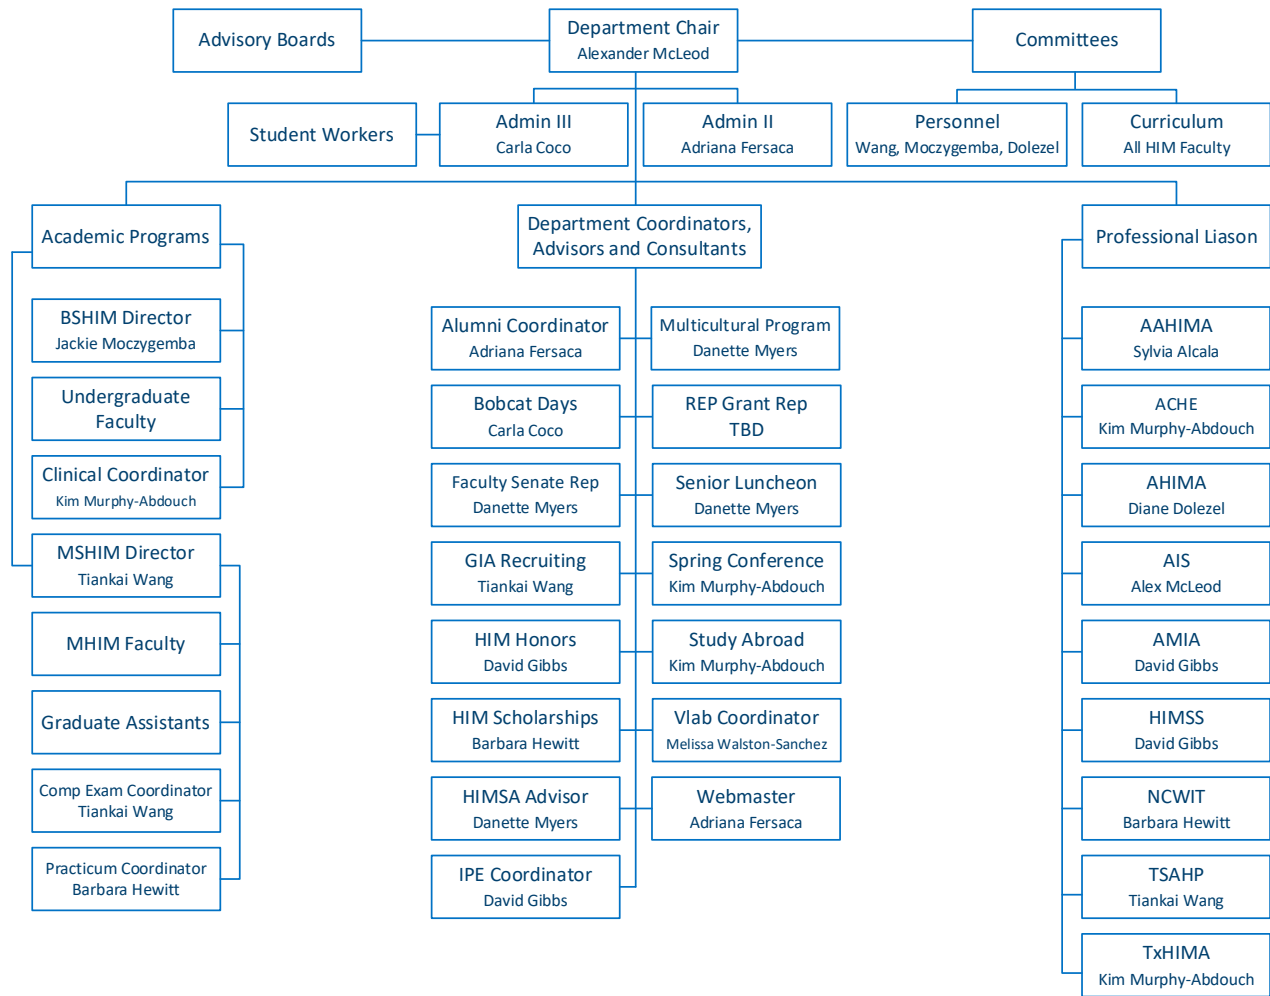 Advisory Boards
Department Chair
Alexander McLeod
Committees
Student Workers
Admin III
Carla Coco
Admin II
Adriana Fersaca
Personnel
Wang, Moczygemba, Dolezel
Curriculum
All HIM Faculty
Academic Programs
BSHIM Director
Jackie Moczygemba
Undergraduate
Faculty
Clinical Coordinator
Kim Murphy-Abdouch
MSHIM Director
Tiankai Wang
MHIM Faculty
Graduate Assistants
Comp Exam Coordinator
Tiankai Wang
Practicum Coordinator
Barbara Hewitt
Department Coordinators,
Advisors and Consultants
Alumni Coordinator
Adriana Fersaca
Multicultural Program
Danette Myers
Bobcat Days
Carla Coco
REP Grant Rep
TBD
Faculty Senate Rep
Danette Myers
Senior Luncheon
Danette Myers
GIA Recruiting
Tiankai Wang
Spring Conference
Kim Murphy-Abdouch
HIM Honors
David Gibbs
Study Abroad
Kim Murphy-Abdouch
HIM Scholarships
Barbara Hewitt
Vlab Coordinator
Melissa Walston-Sanchez
HIMSA Advisor
Danette Myers
Webmaster
Adriana Fersaca
IPE Coordinator
David Gibbs
Professional Liason
AAHIMA
Sylvia Alcala
ACHE
Kim Murphy-Abdouch
AHIMA
Diane Dolezel
AIS
Alex McLeod
AMIA
David Gibbs
HIMSS
David Gibbs
NCWIT
Barbara Hewitt
TSAHP
Tiankai Wang
TxHIMA
Kim Murphy-Abdouch